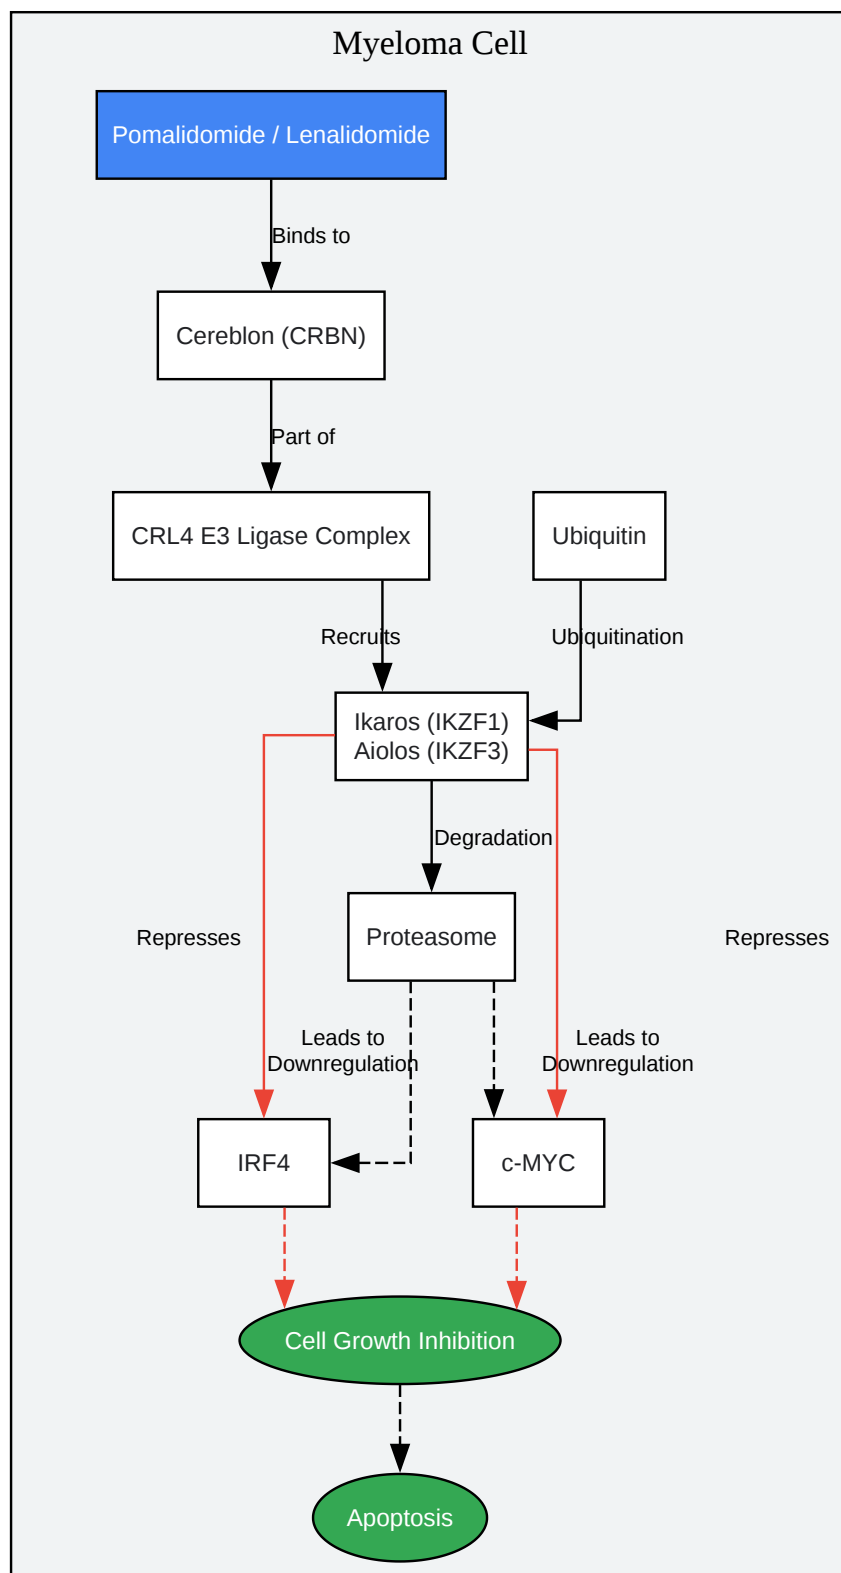 Myeloma Cell
Pomalidomide / Lenalidomide
Binds to
Cereblon (CRBN)
Part of
CRL4 E3 Ligase Complex
Ubiquitin
Recruits
Ubiquitination
Ikaros (IKZF1)
Aiolos (IKZF3)
Degradation
Proteasome
Represses
Represses
Leads to
Downregulation
Leads to
Downregulation
IRF4
c-MYC
Cell Growth Inhibition
Apoptosis